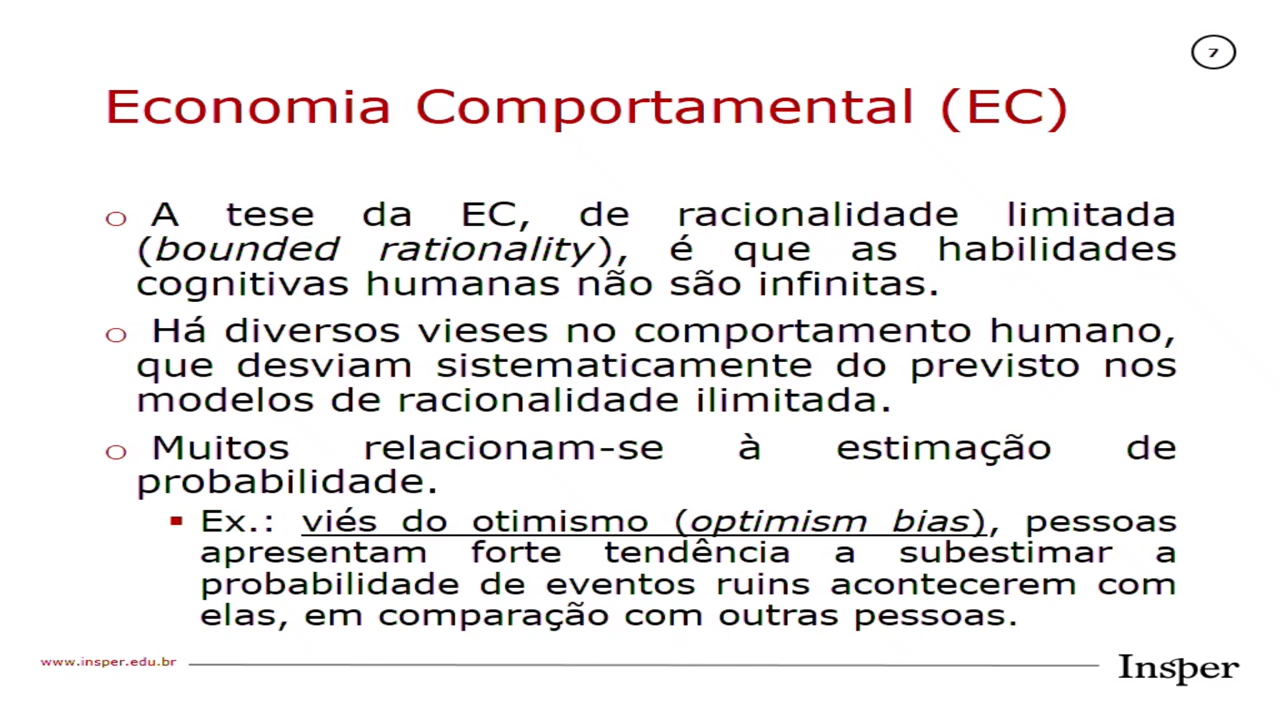 7
Economia Comportamental (EC)
A tese da EC, de racionalidade limitada
(bounded rationality), é que as habilidades
cognitivas humanas não são infinitas.
Há diversos vieses no comportamento humano,
que desviam sistematicamente do previsto nos
modelos de racionalidade ilimitada.
Muitos relacionam-se à estimação de
probabilidade.
Ex.: viés do otimismo (optimism bias), pessoas
apresentam forte tendência a subestimar a
probabilidade de eventos ruins acontecerem com
elas, em comparação com outras pessoas.
www.insper.edu.br
Insper